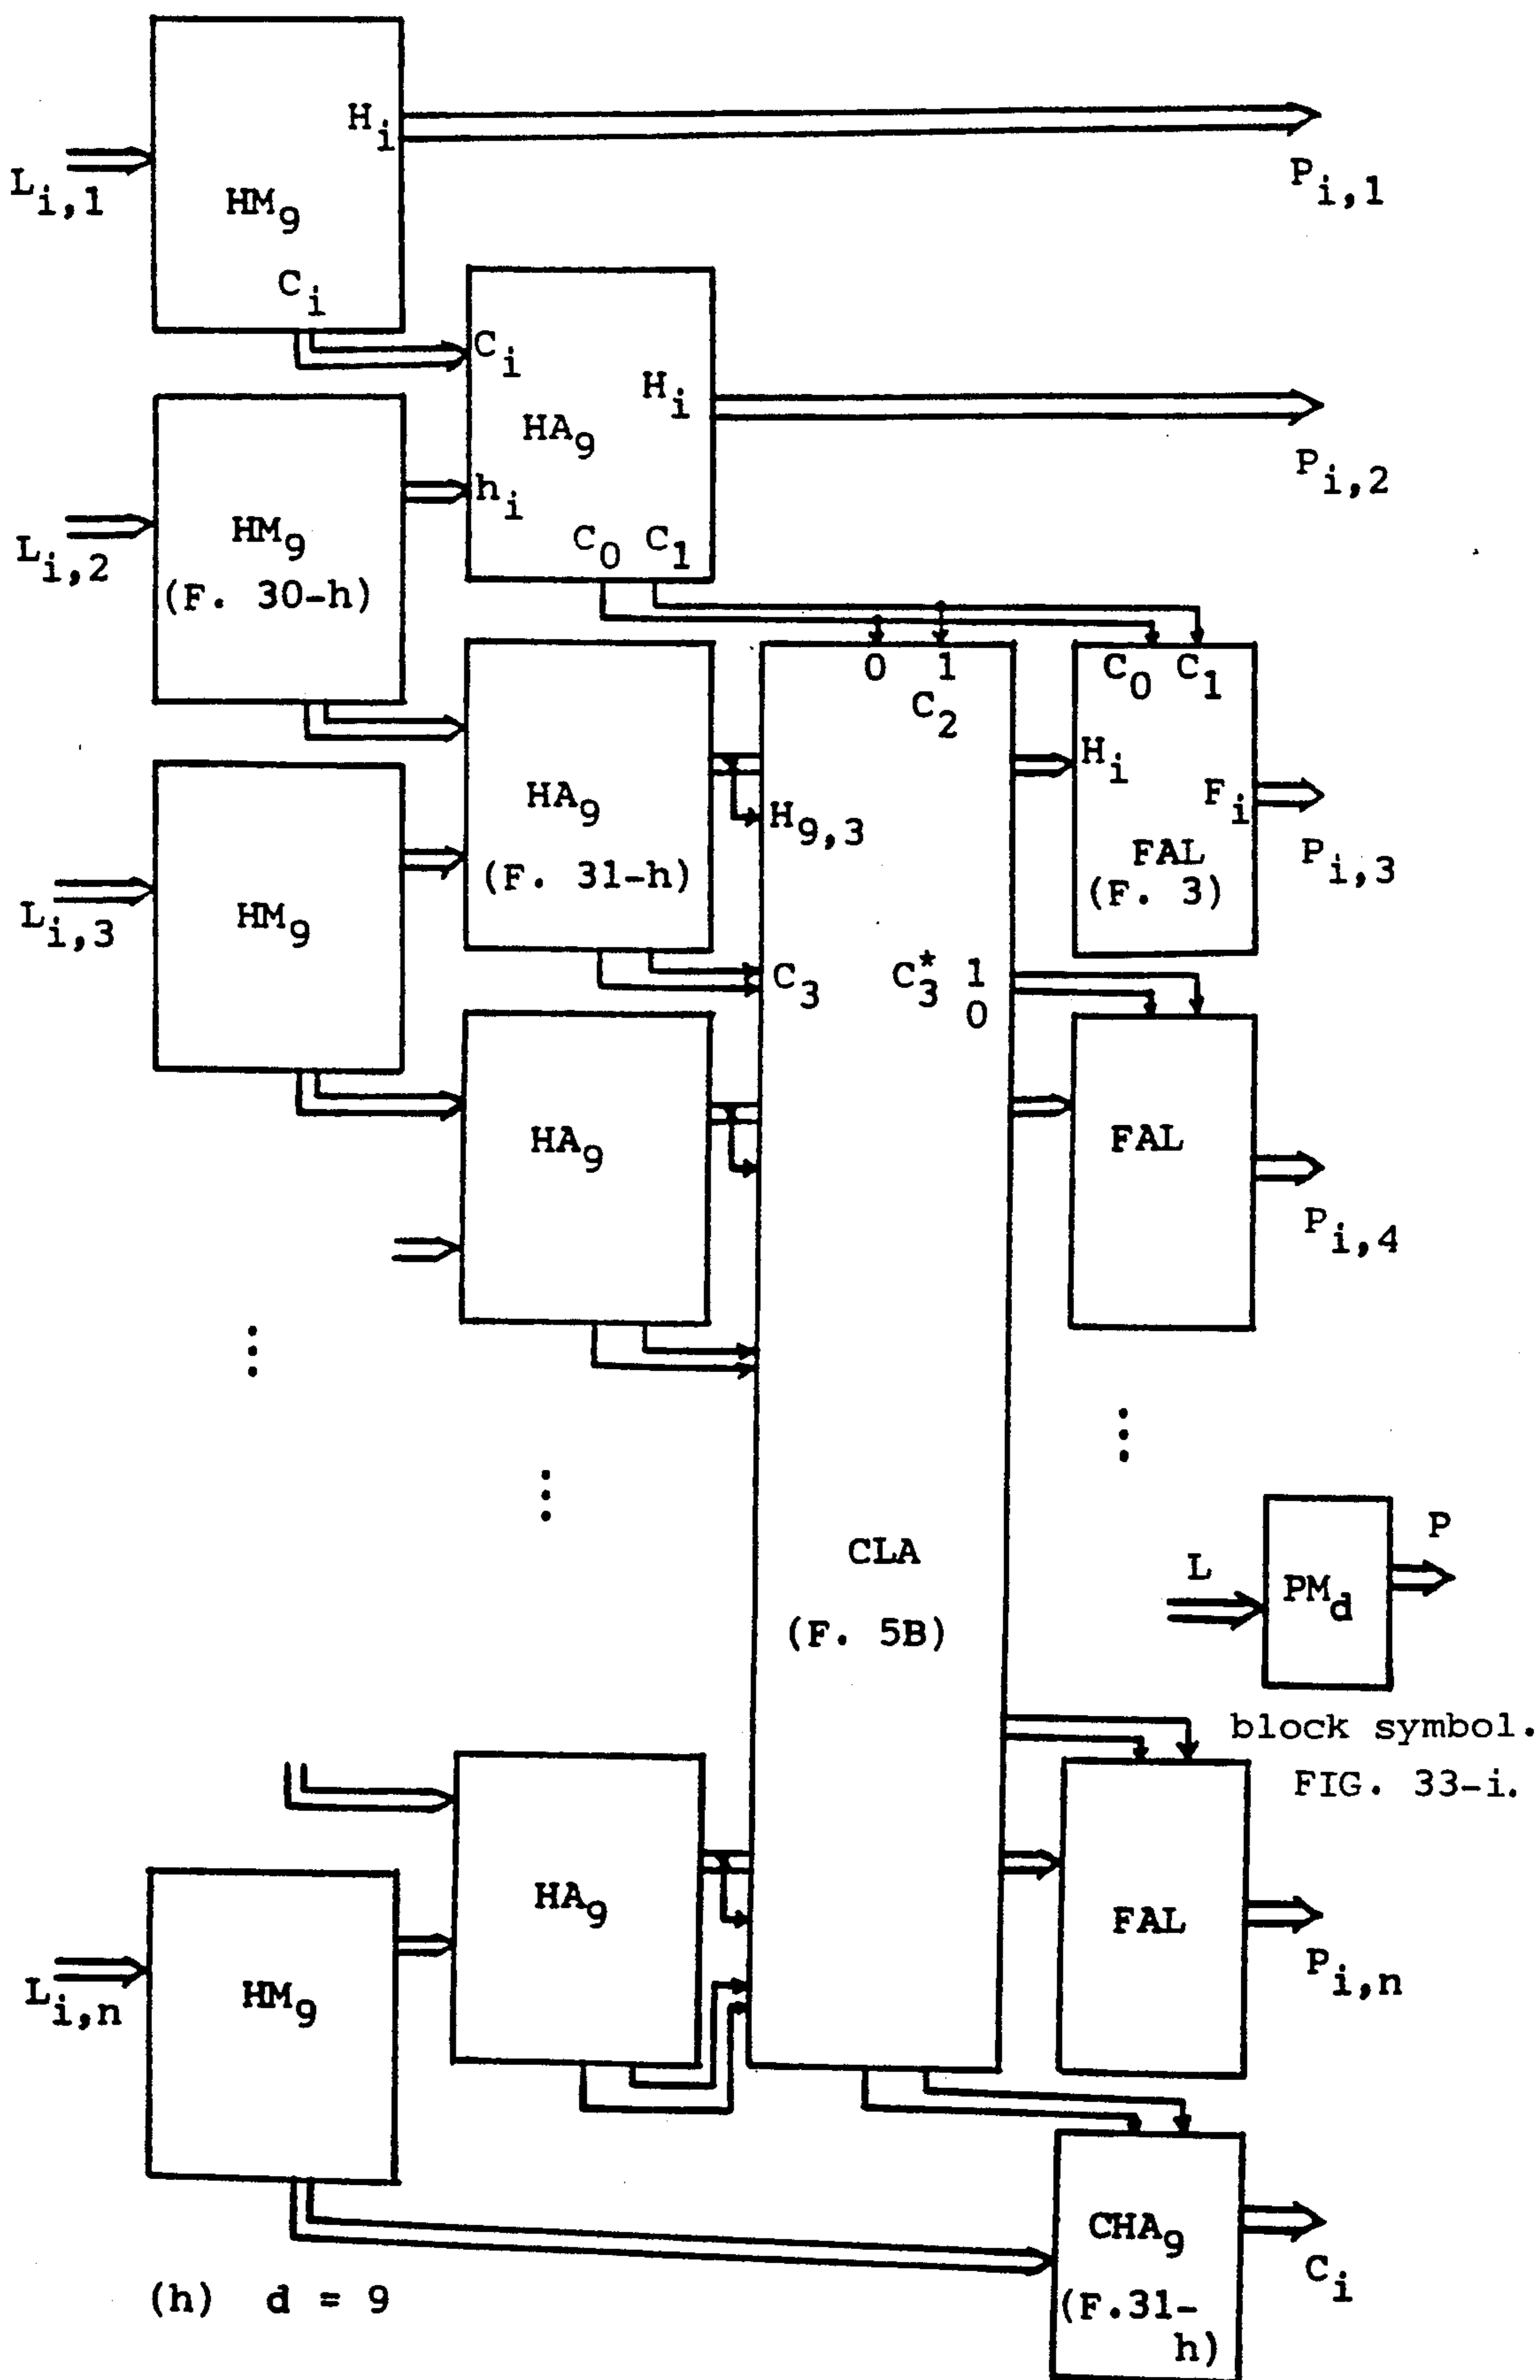 H_i
L_{i,1}
P_{i,1}
HM_9
C_i
C_i
H_i
HA_9
P_{i,2}
h_i
HM_9
L_{i,2}
(F. 30-h)
C_0 C_1
0 1
C_2
C_0 C_1
H_i
HA_9
F_i
H_{9,3}
FAL
P_{i,3}
(F. 31-h)
(F. 3)
L_{i,3}
HM_9
C_3
C_3^* 1
0
HA_9
FAL
P_{i,4}
CLA
(F. 5B)
P
L
PM_d
block symbol.
FIG. 33-i.
HA_9
FAL
L_{i,n}
HM_9
P_{i,n}
CHA_9
C_i
(F.31-
h)
(h) d = 9